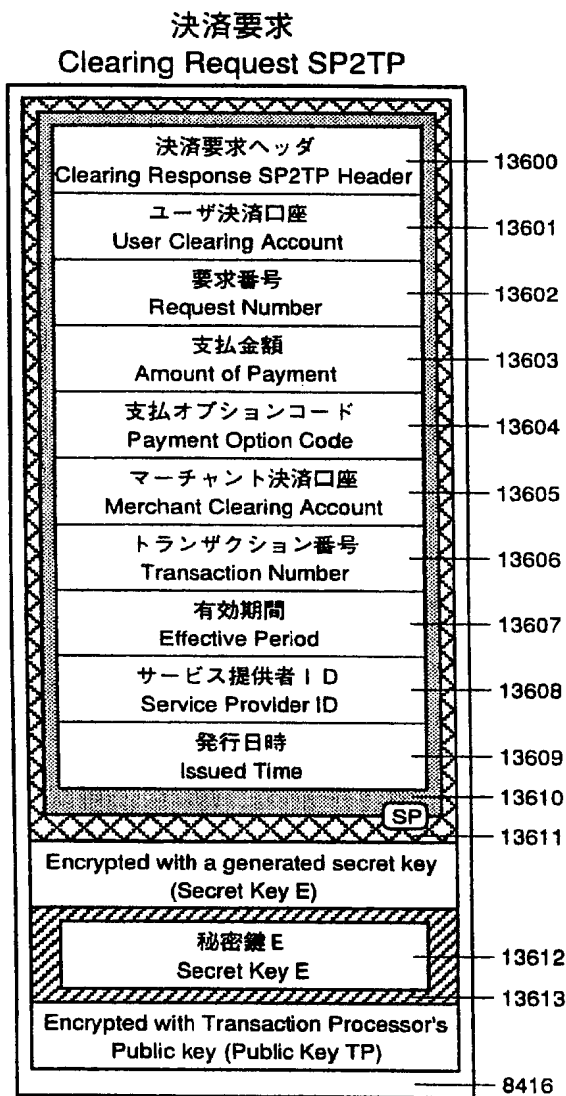 決済要求
Clearing Request SP2TP
決済要求ヘッダ
Clearing Response SP2TP Header
13600
ユーザ決済口座
User Clearing Account
13601
要求番号
Request Number
13602
支払金額
Amount of Payment
13603
支払オプションコード
Payment Option Code
13604
マーチャント決済口座
Merchant Clearing Account
13605
トランザクション番号
Transaction Number
13606
有効期間
Effective Period
13607
サービス提供者ID
Service Provider ID
13608
発行日時
Issued Time
13609
13610
SP
13611
Encrypted with a generated secret key
(Secret Key E)
秘密鍵E
Secret Key E
13612
13613
Encrypted with Transaction Processor's
Public key (Public Key TP)
8416